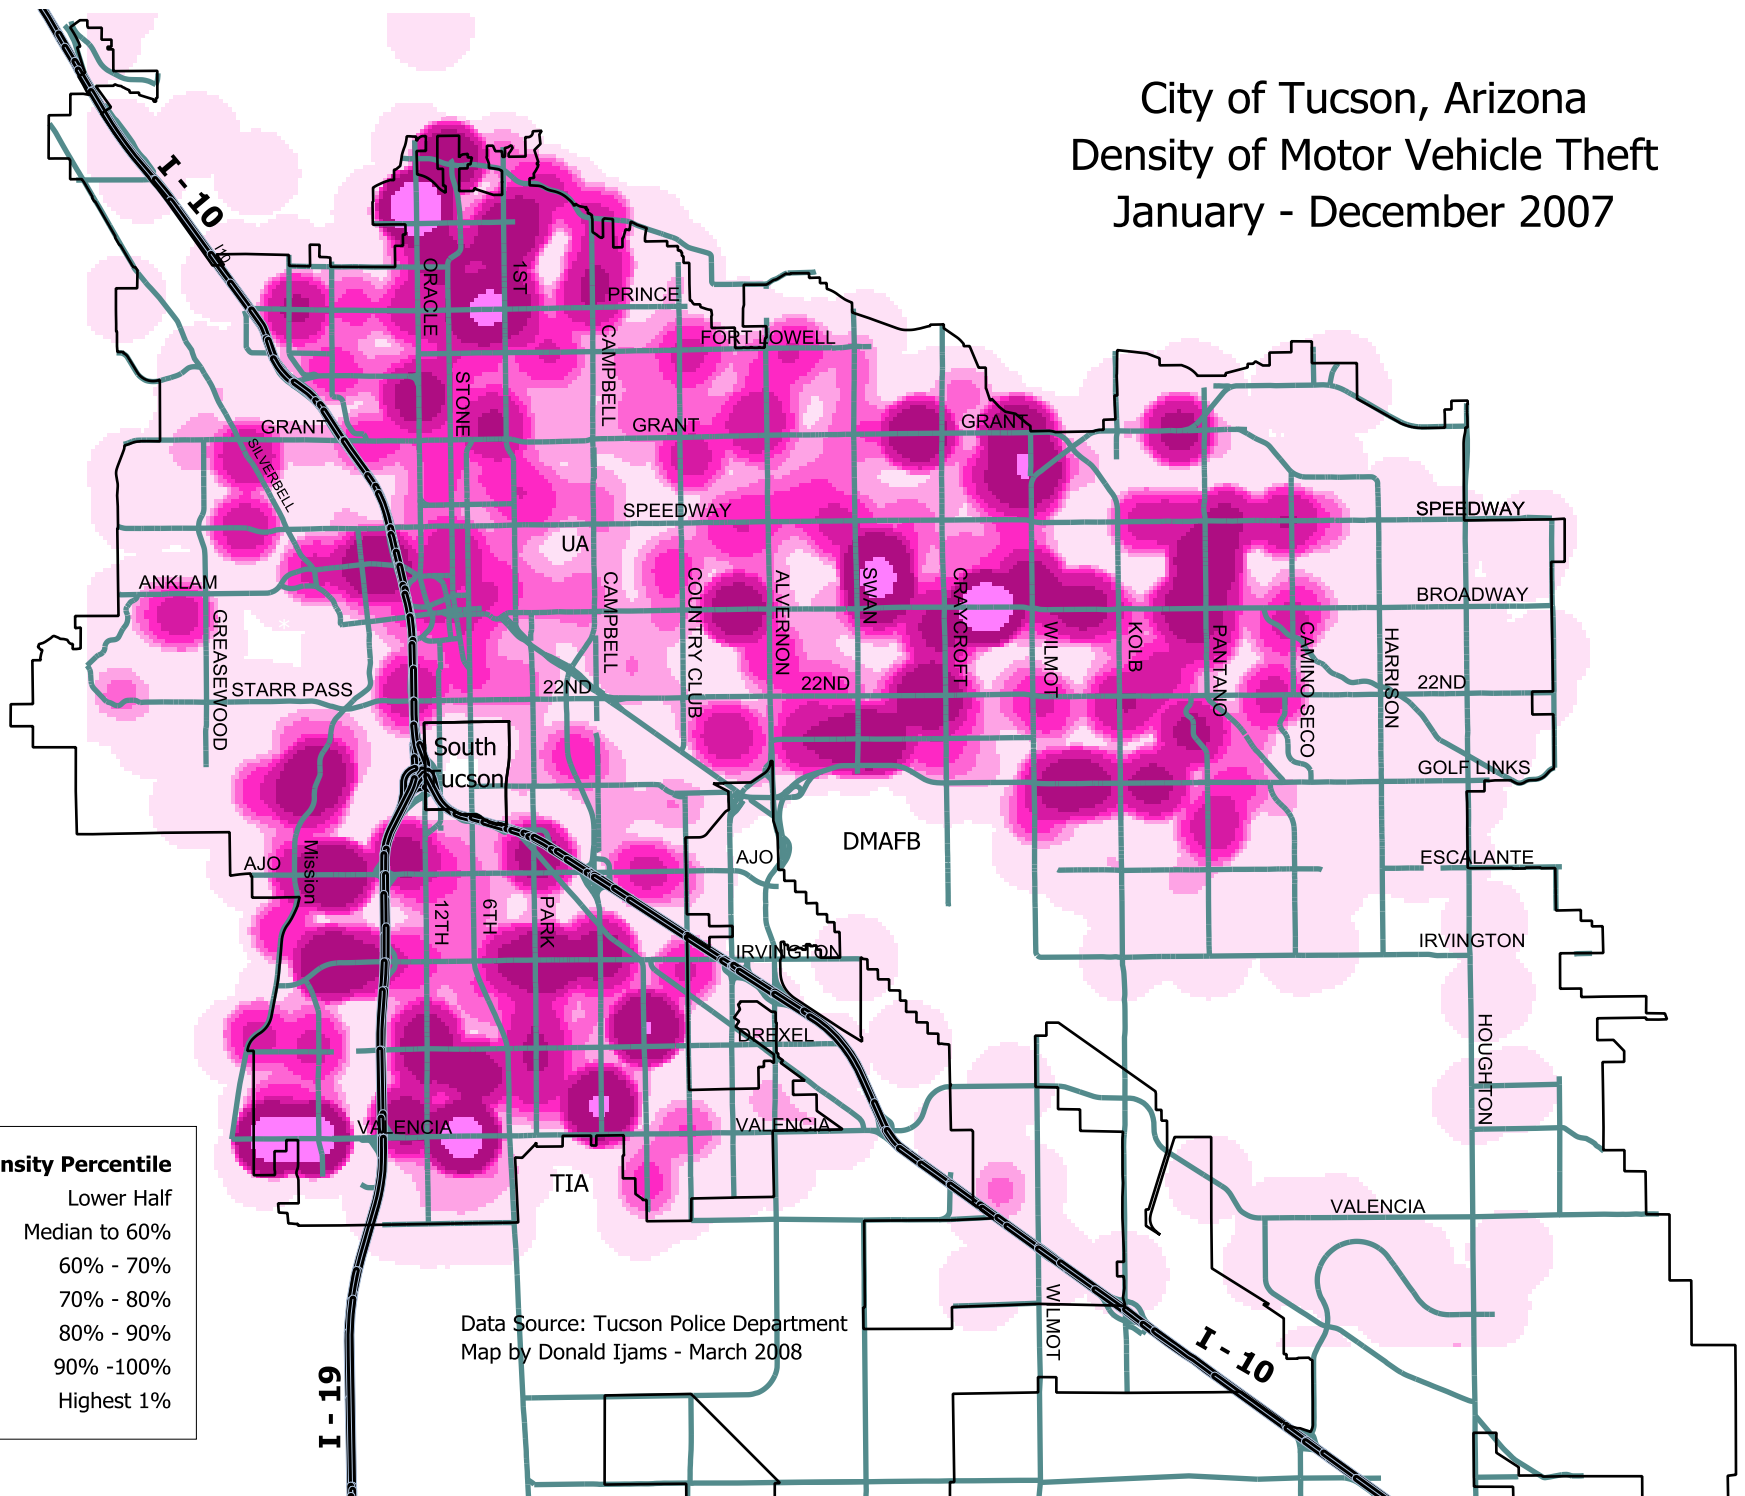 City of Tucson, Arizona
Density of Motor Vehicle Theft
January - December 2007
I - 10
I10
ORACLE
1ST
PRINCE
FORT LOWELL
CAMPBELL
STONE
GRANT
GRANT
GRANT
SILVERBELL
SPEEDWAY
SPEEDWAY
UA
ANKLAM
BROADWAY
GREASEWOOD
CAMPBELL
COUNTRY CLUB
ALVERNON
SWAN
CRAYCROFT
WILMOT
KOLB
PANTANO
CAMINO SECO
HARRISON
STARR PASS
22ND
22ND
22ND
South
Tucson
GOLF LINKS
DMAFB
AJO
Mission
AJO
ESCALANTE
12TH
6TH
PARK
IRVINGTON
IRVINGTON
DREXEL
HOUGHTON
VALENCIA
VALENCIA
TIA
VALENCIA
nsity Percentile
Lower Half
Median to 60%
60% - 70%
70% - 80%
80% - 90%
90% -100%
Highest 1%
WILMOT
Data Source: Tucson Police Department
Map by Donald Ijams - March 2008
I - 10
I - 19